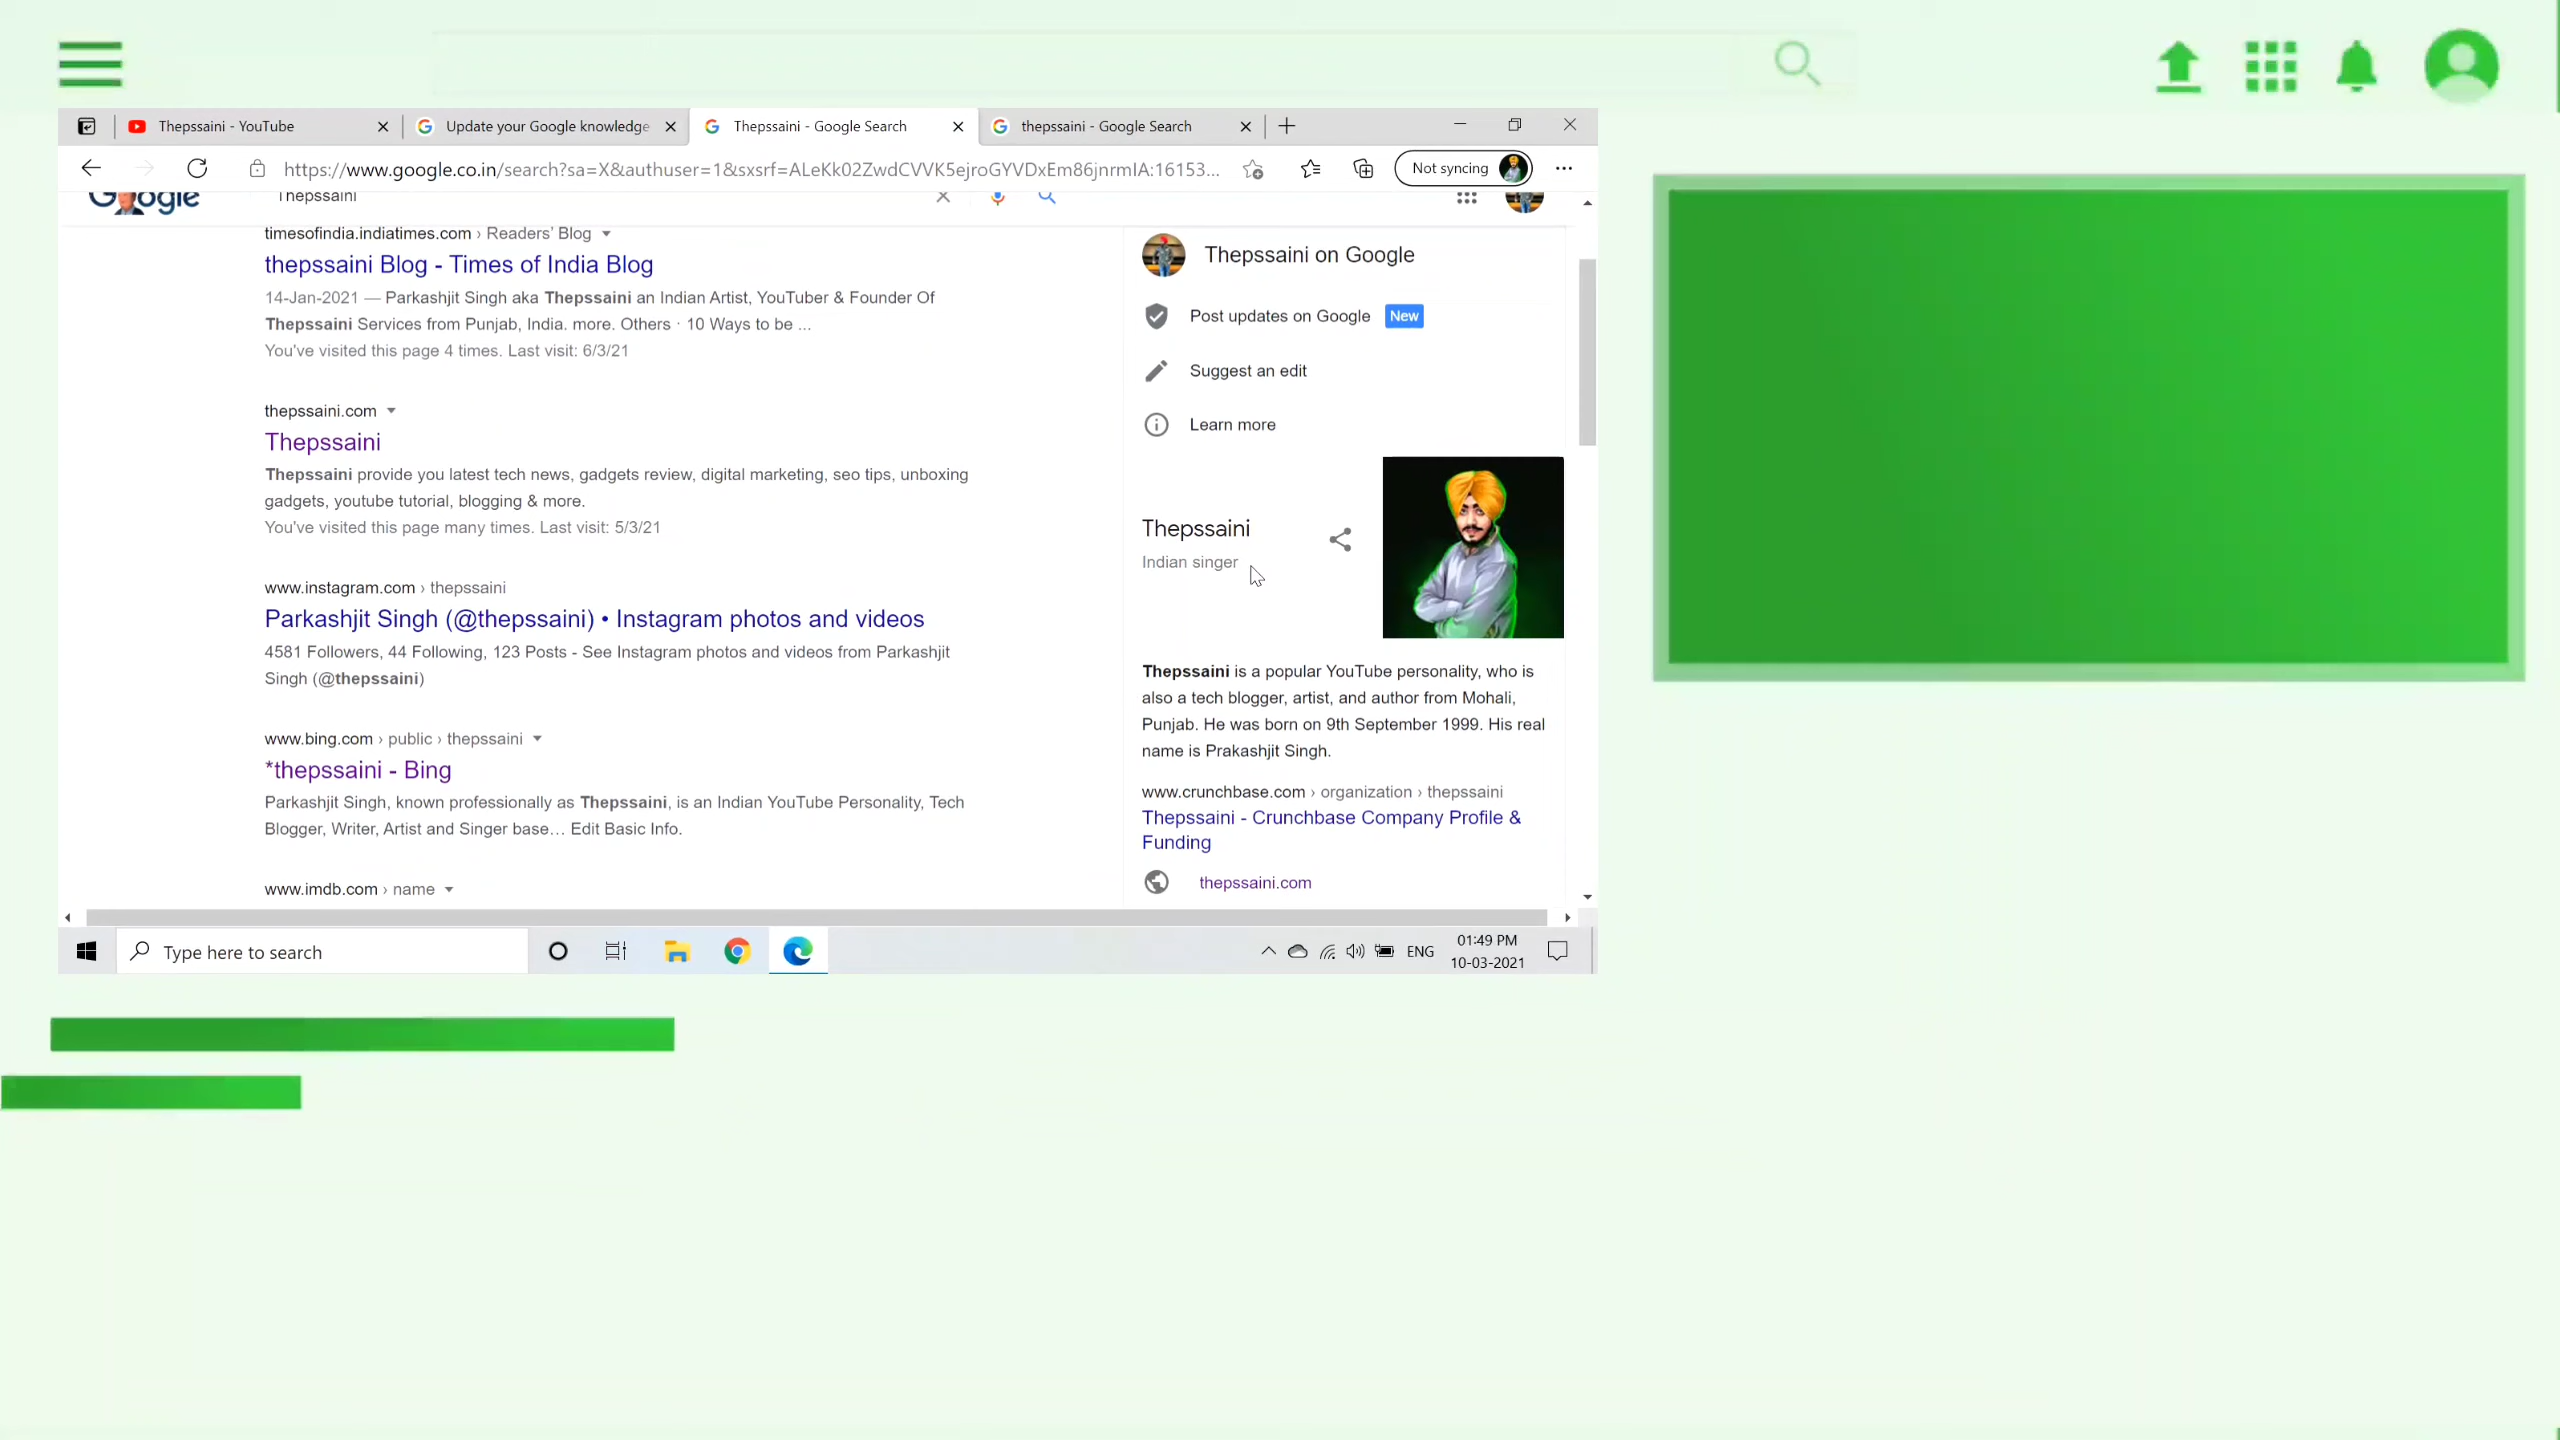 Thepssaini - YouTube
Update your Google knowledge
Thepssaini - Google Search
thepssaini - Google Search
https://www.google.co.in/search?sa=X&authuser=1&sxsrf=ALeKk02ZwdCVVK5ejroGYVDxEm86jnrmIA:16153...
Not syncing
Google
Thepssaini
timesofindia.indiatimes.com › Readers' Blog
thepssaini Blog - Times of India Blog
14-Jan-2021 — Parkashjit Singh aka Thepssaini an Indian Artist, YouTuber & Founder Of
Thepssaini Services from Punjab, India. more. Others · 10 Ways to be ...
You've visited this page 4 times. Last visit: 6/3/21
thepssaini.com
Thepssaini
Thepssaini provide you latest tech news, gadgets review, digital marketing, seo tips, unboxing
gadgets, youtube tutorial, blogging & more.
You've visited this page many times. Last visit: 5/3/21
www.instagram.com › thepssaini
Parkashjit Singh (@thepssaini) • Instagram photos and videos
4581 Followers, 44 Following, 123 Posts - See Instagram photos and videos from Parkashjit
Singh (@thepssaini)
www.bing.com › public › thepssaini
*thepssaini - Bing
Parkashjit Singh, known professionally as Thepssaini, is an Indian YouTube Personality, Tech
Blogger, Writer, Artist and Singer base… Edit Basic Info.
www.imdb.com › name
Thepssaini on Google
Post updates on Google New
Suggest an edit
Learn more
Thepssaini
Indian singer
Thepssaini is a popular YouTube personality, who is
also a tech blogger, artist, and author from Mohali,
Punjab. He was born on 9th September 1999. His real
name is Prakashjit Singh.
www.crunchbase.com › organization › thepssaini
Thepssaini - Crunchbase Company Profile &
Funding
thepssaini.com
Type here to search
ENG
01:49 PM
10-03-2021